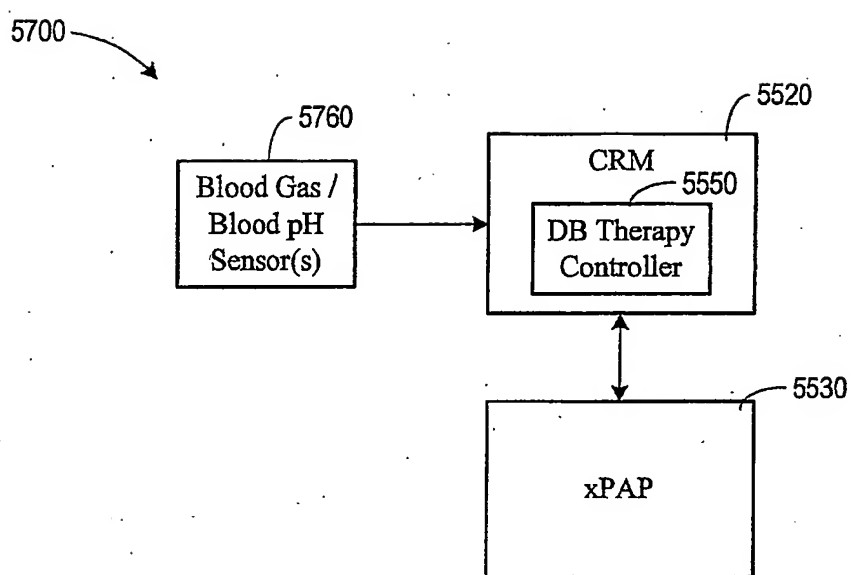 5700
5760
Blood Gas /
Blood pH
Sensor(s)
5520
CRM
5550
DB Therapy
Controller
5530
xPAP